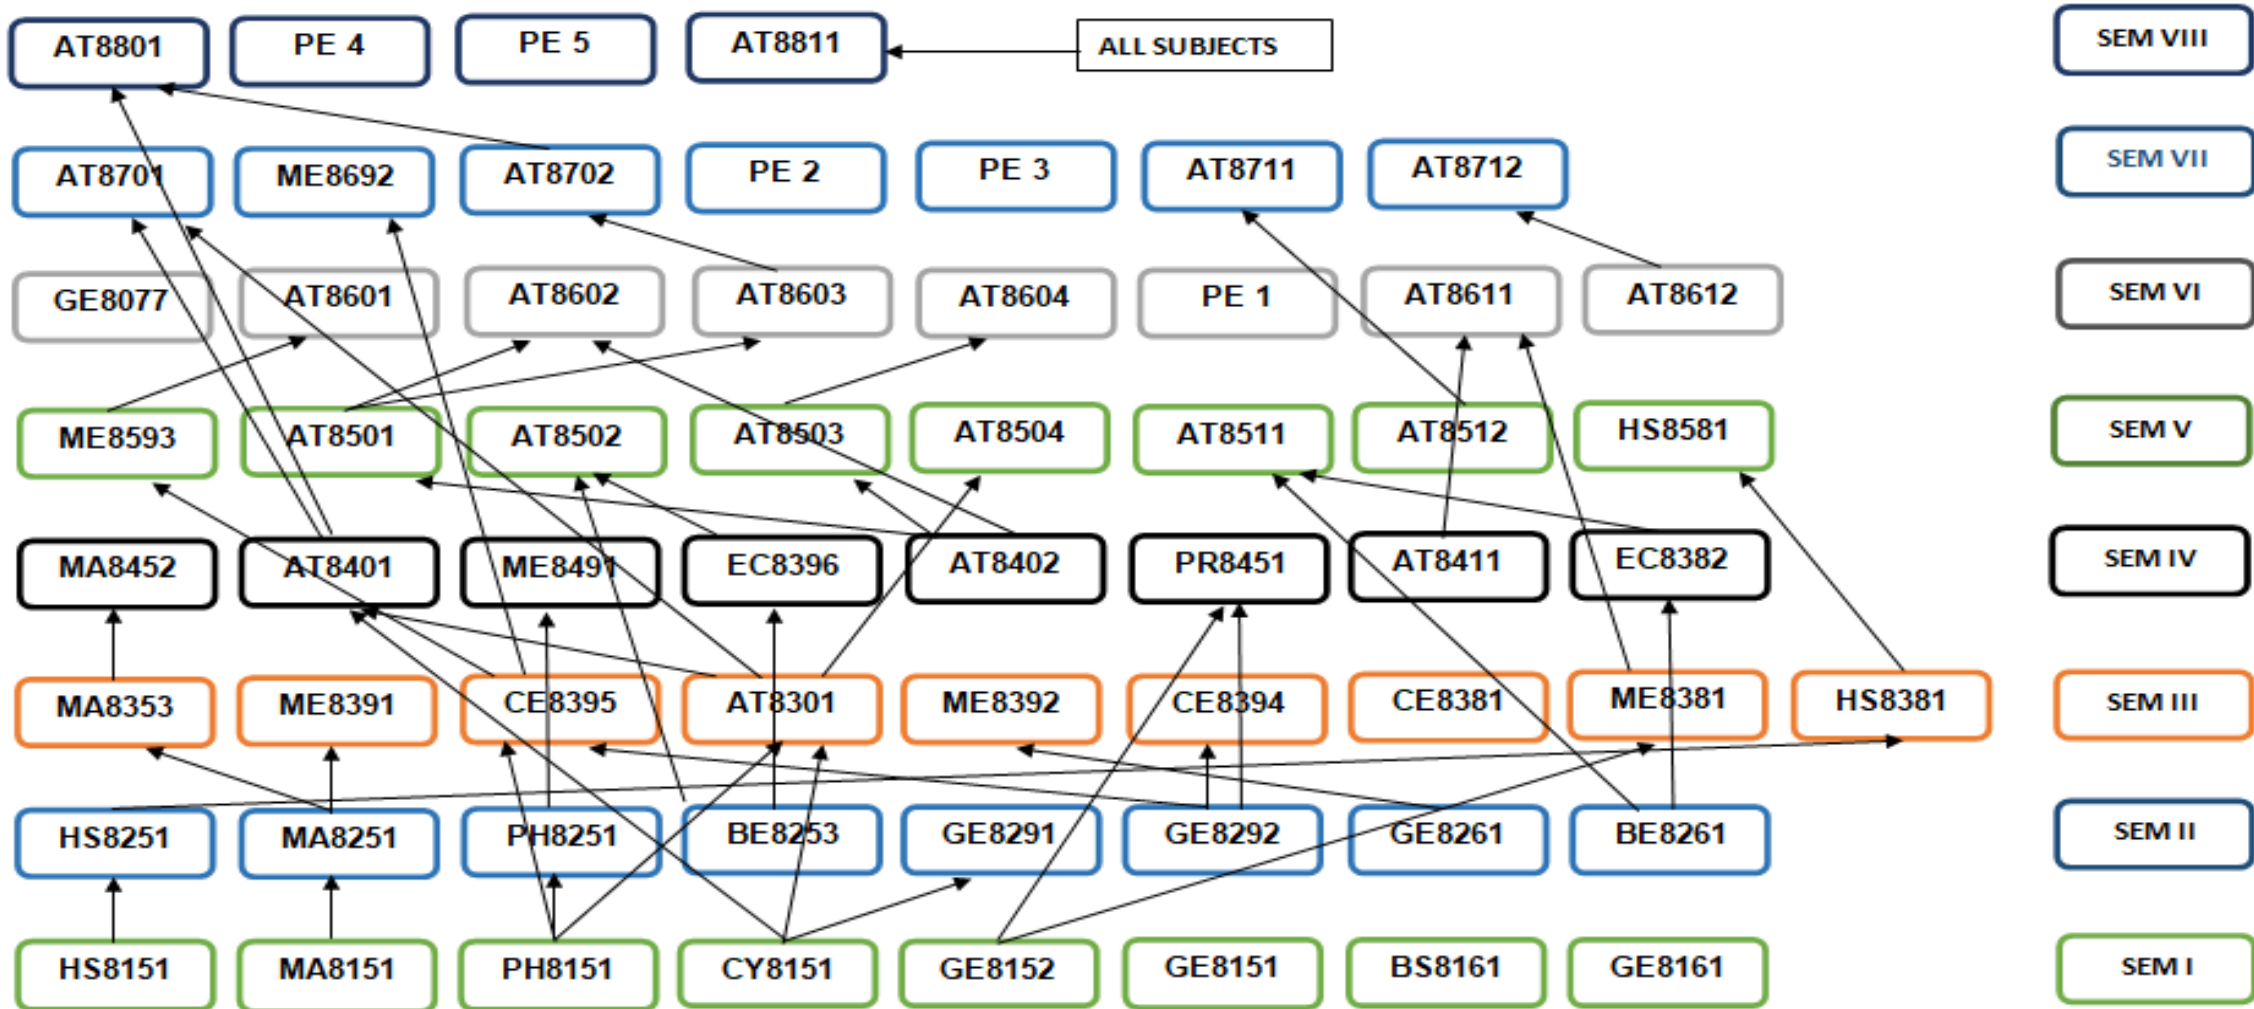 AT8801 PE 4 PE 5 AT8811 ALL SUBJECTS SEM VIII
AT8701 ME8692 AT8702 PE 2 PE 3 AT8711 AT8712 SEM VII
GE8077 AT8601 AT8602 AT8603 AT8604 PE 1 AT8611 AT8612 SEM VI
ME8593 AT8501 AT8502 AT8503 AT8504 AT8511 AT8512 HS8581 SEM V
MA8452 AT8401 ME8491 EC8396 AT8402 PR8451 AT8411 EC8382 SEM IV
MA8353 ME8391 CE8395 AT8301 ME8392 CE8394 CE8381 ME8381 HS8381 SEM III
HS8251 MA8251 PH8251 BE8253 GE8291 GE8292 GE8261 BE8261 SEM II
HS8151 MA8151 PH8151 CY8151 GE8152 GE8151 BS8161 GE8161 SEM I